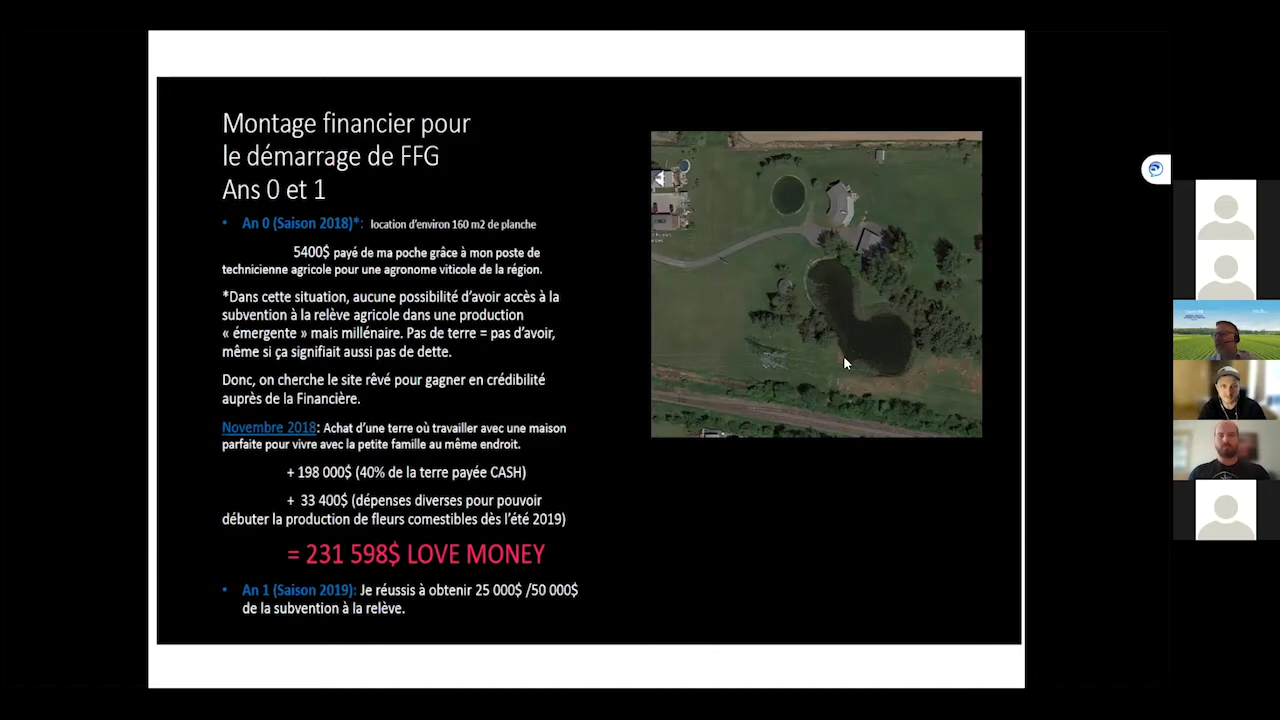 Montage financier pour
le démarrage de FFG
Ans 0 et 1
• An 0 (Saison 2018)*: location d'environ 160 m2 de planche
5400$ payé de ma poche grâce à mon poste de
technicienne agricole pour une agronome viticole de la région.
*Dans cette situation, aucune possibilité d'avoir accès à la
subvention à la relève agricole dans une production
« émergente » mais millénaire. Pas de terre = pas d'avoir,
même si ça signifiait aussi pas de dette.
Donc, on cherche le site rêvé pour gagner en crédibilité
auprès de la Financière.
Novembre 2018: Achat d'une terre où travailler avec une maison
parfaite pour vivre avec la petite famille au même endroit.
+ 198 000$ (40% de la terre payée CASH)
+ 33 400$ (dépenses diverses pour pouvoir
débuter la production de fleurs comestibles dès l'été 2019)
= 231 598$ LOVE MONEY
• An 1 (Saison 2019): Je réussis à obtenir 25 000$ /50 000$
de la subvention à la relève.